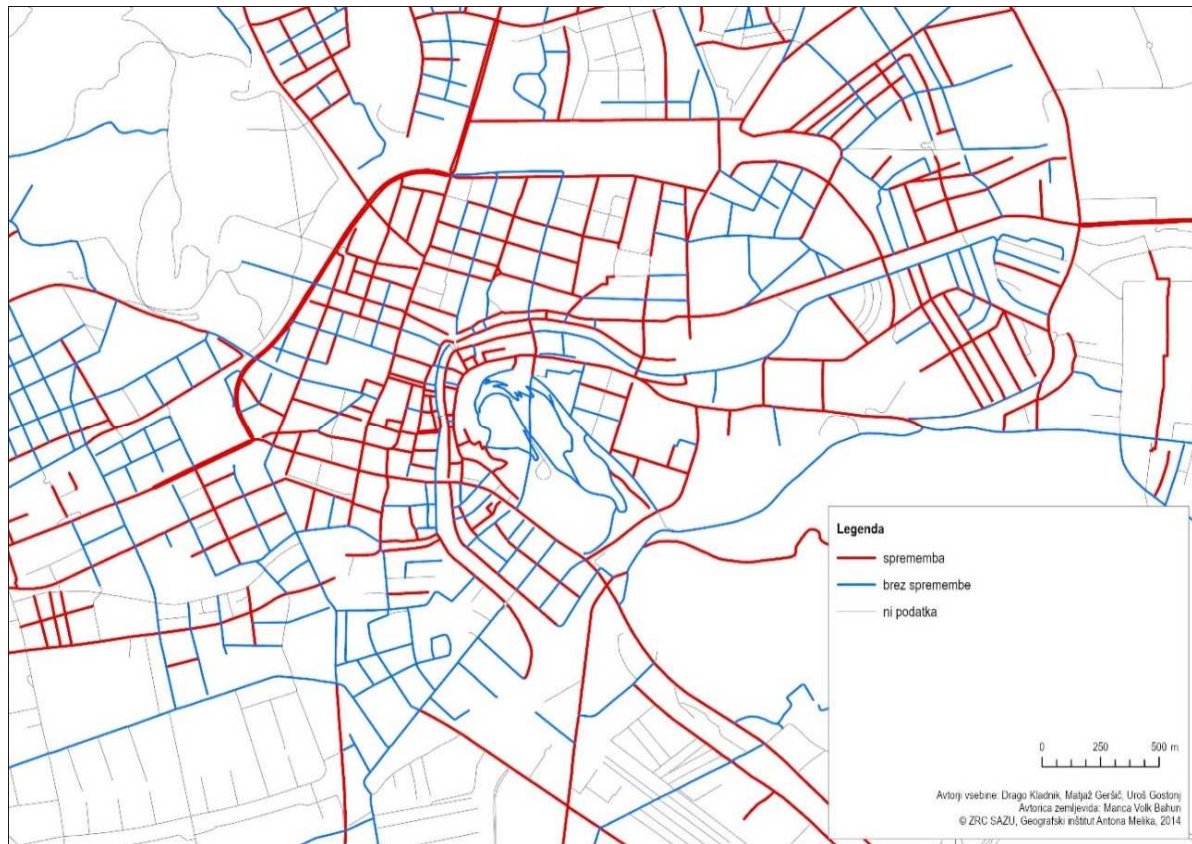 Legenda
sprememba
brez spremembe
ni podatka
0 250 500 m
Avtorji vsebine: Drago Kladnik, Matjaž Geršič, Uroš Gostonj
Avtorica zemljevida: Manca Volk Bahun
© ZRC SAZU, Geografski inštitut Antona Melika, 2014